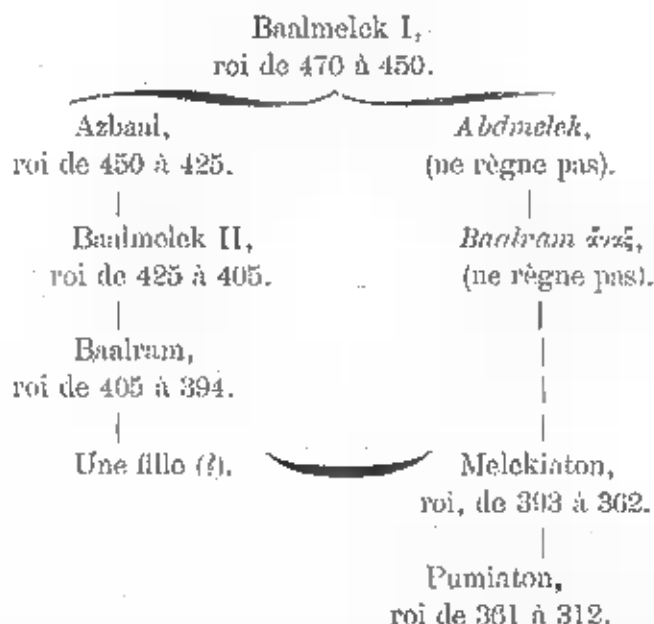 Baalmelek I,
roi de 470 à 450.
Azbaal,
roi de 450 à 425.
Abdmelek,
(ne règne pas).
Baalmelek II,
roi de 425 à 405.
Baalram ἄναξ,
(ne règne pas).
Baalram,
roi de 405 à 394.
Une fille (?).
Melekiaton,
roi, de 393 à 362.
Pumiaton,
roi de 361 à 312.